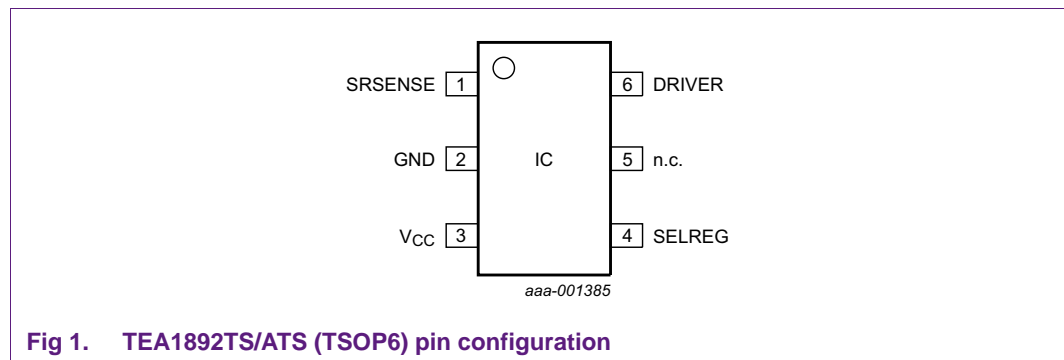 SRSENSE 1 6 DRIVER
GND 2 IC 5 n.c.
VCC 3 4 SELREG
aaa-001385
Fig 1. TEA1892TS/ATS (TSOP6) pin configuration